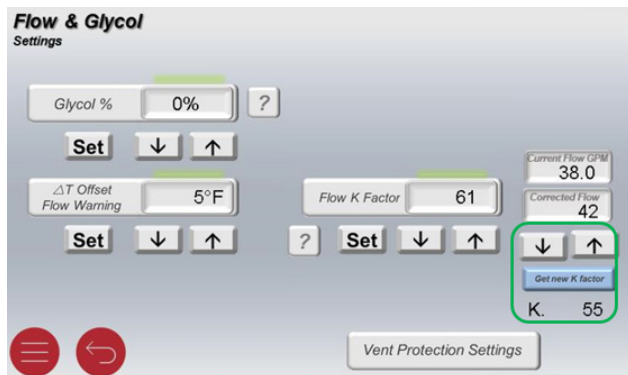 Flow & Glycol
Settings
Glycol %
0%
?
Set
△T Offset
Flow Warning
5°F
Set
Flow K Factor
61
?
Set
Current Flow GPM
38.0
Corrected Flow
42
Get new K factor
K. 55
Vent Protection Settings